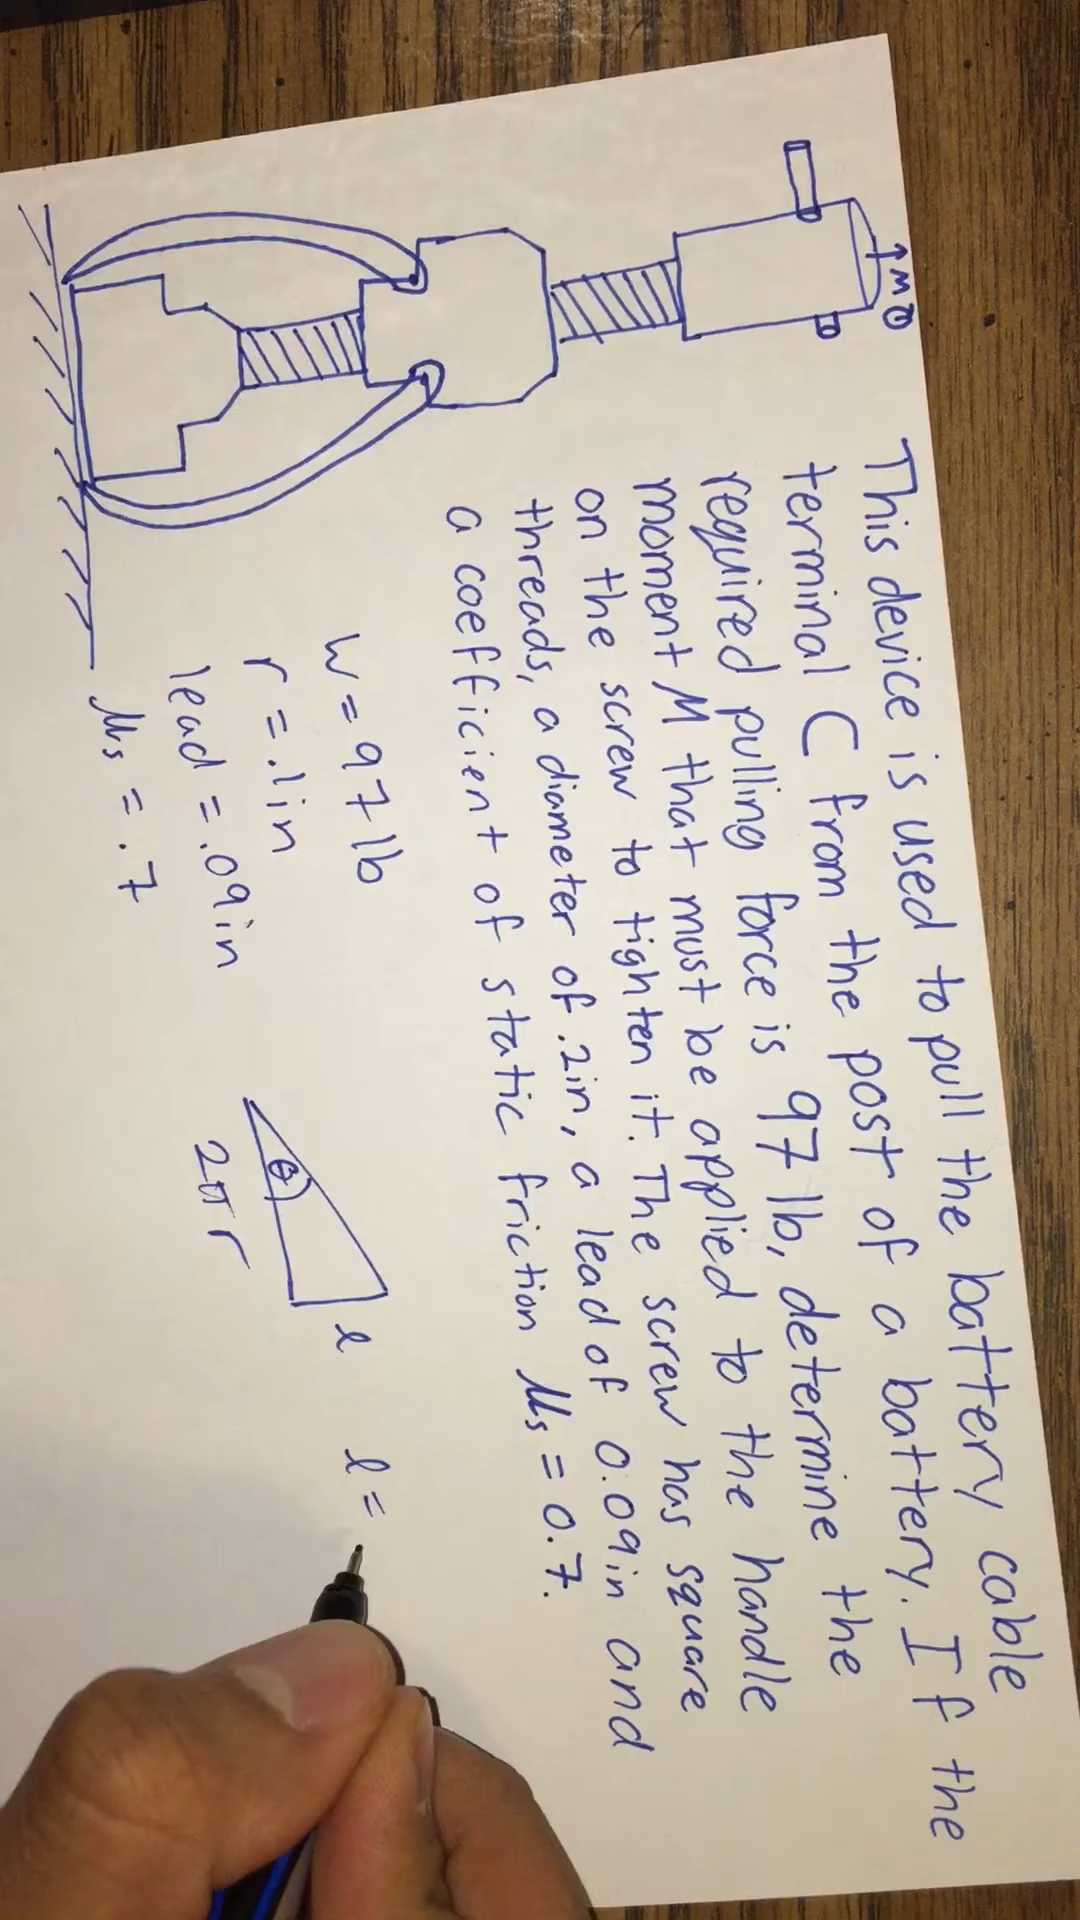 This device is used to pull the battery cable
terminal C from the post of a battery. If the
required pulling force is 97 lb, determine the
moment M that must be applied to the handle
on the screw to tighten it. The screw has square
threads, a diameter of .2in, a lead of 0.09in and
a coefficient of static friction μs = 0.7.
M
W = 97 lb
r = .1in
lead = .09in
μs = .7
θ
l
2πr
l =